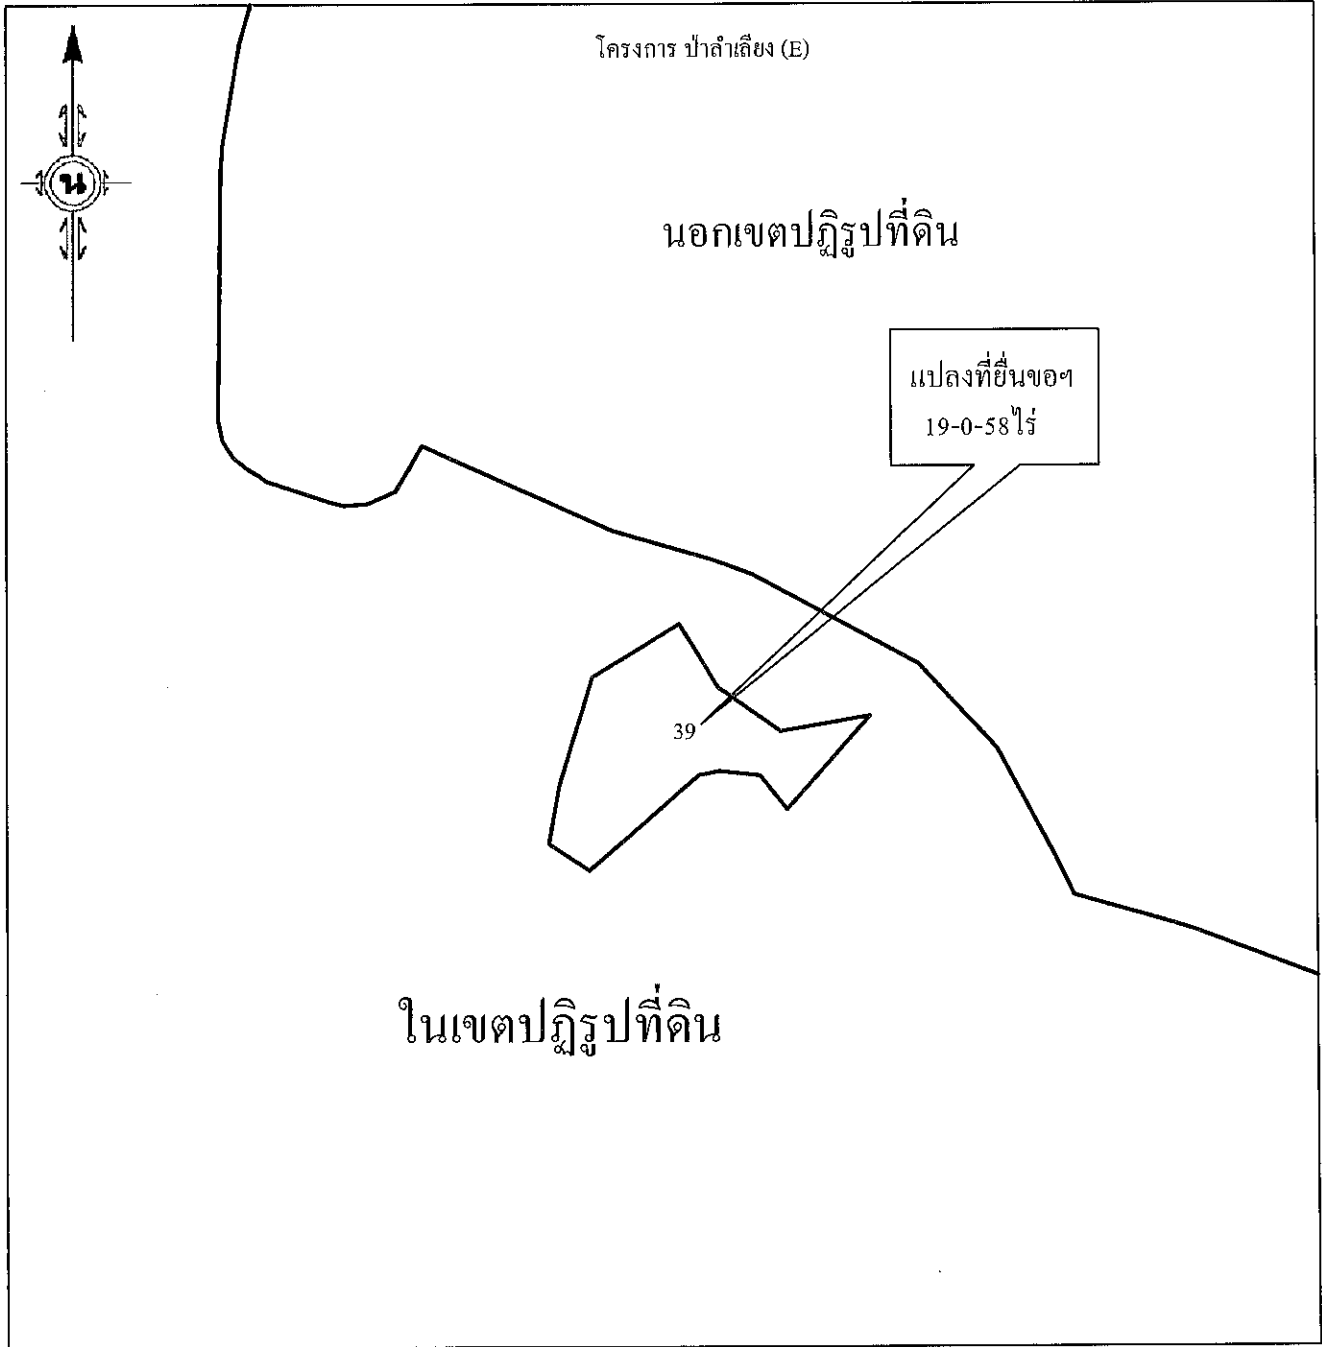 โครงการ ป่าลำเลียง (E)
น
นอกเขตปฏิรูปที่ดิน
แปลงที่ยื่นขอฯ
19-0-58ไร่
39
ในเขตปฏิรูปที่ดิน